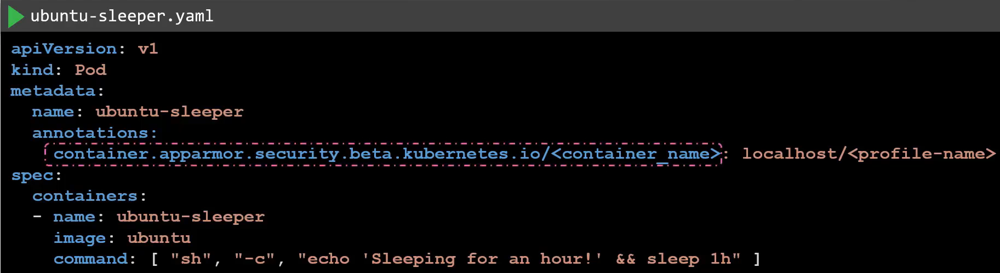 ubuntu-sleeper.yaml
apiVersion: v1
kind: Pod
metadata:
  name: ubuntu-sleeper
  annotations:
    container.apparmor.security.beta.kubernetes.io/<container_name>: localhost/<profile-name>
spec:
  containers:
  - name: ubuntu-sleeper
    image: ubuntu
    command: [ "sh", "-c", "echo 'Sleeping for an hour!' && sleep 1h" ]